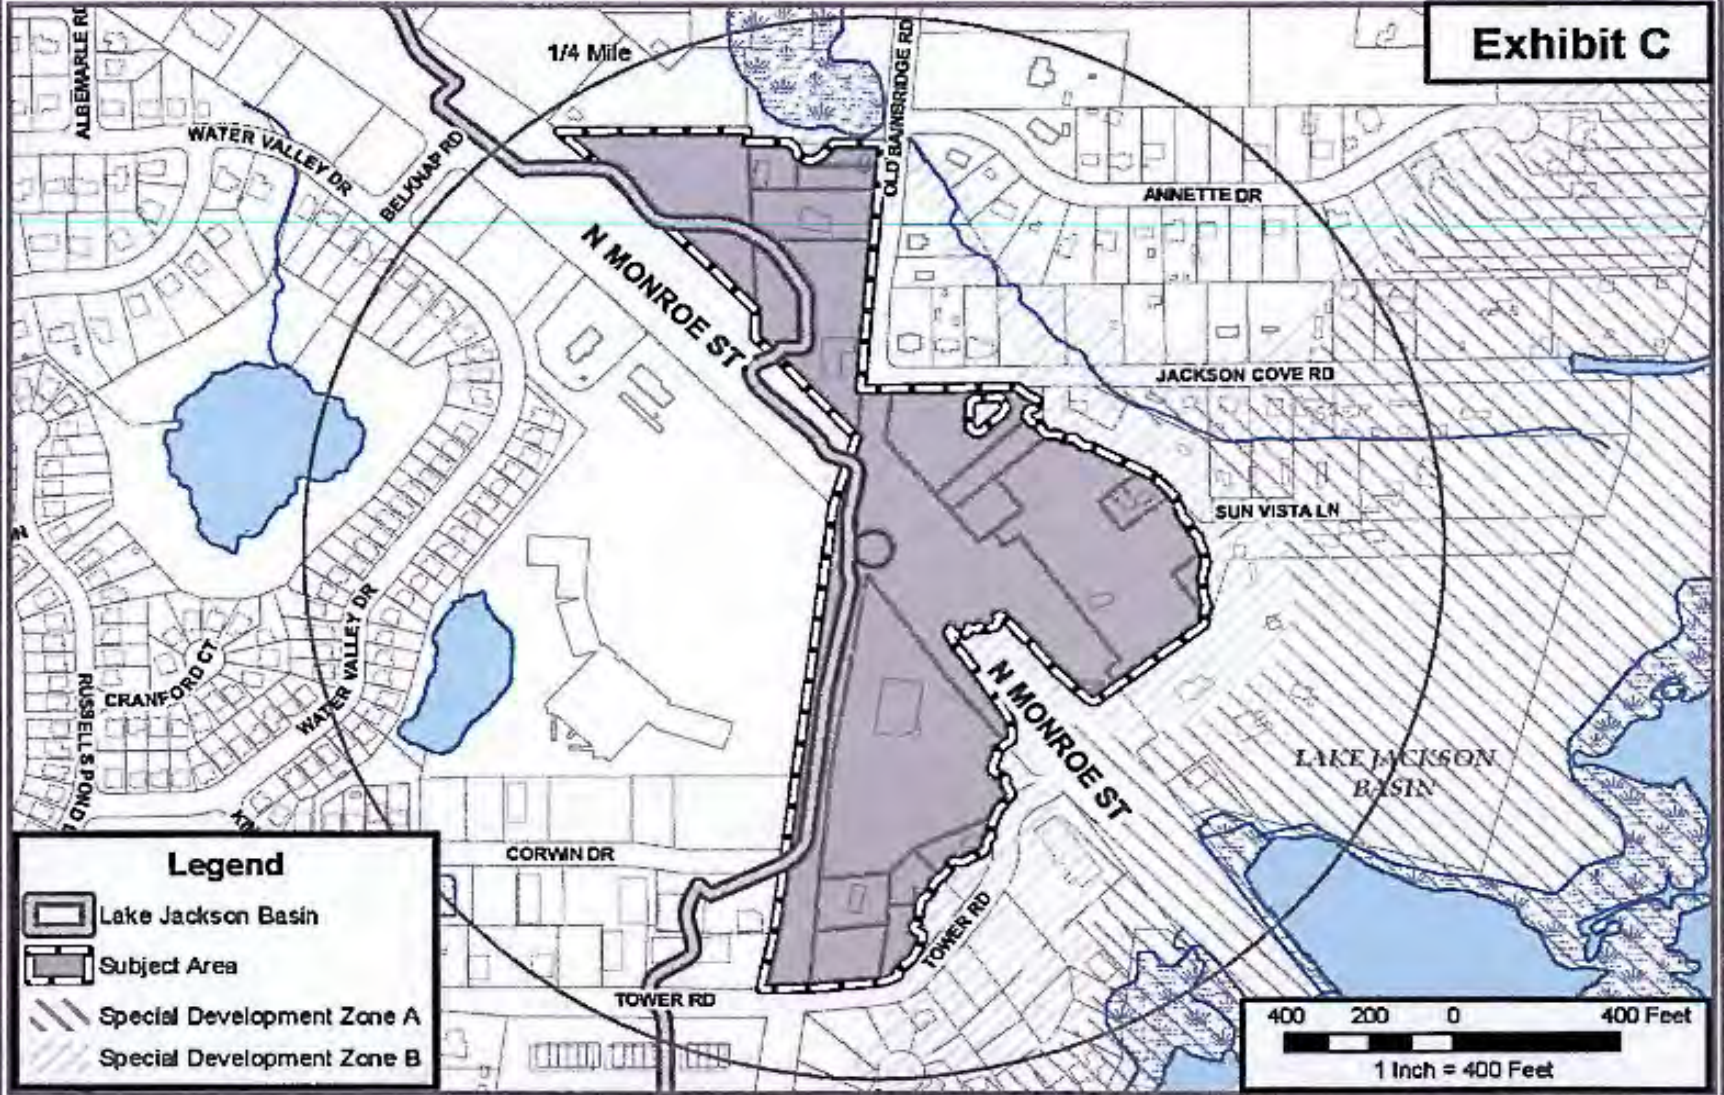 Exhibit C
1/4 Mile
ALBEMARLE RD
OLD BAINBRIDGE RD
WATER VALLEY DR
BELKNAP RD
ANNETTE DR
N MONROE ST
JACKSON COVE RD
SUN VISTA LN
WATER VALLEY DR
CRANFORD CT
RUSSELLS POND L
N MONROE ST
LAKE JACKSON
BASIN
CORWIN DR
TOWER RD
TOWER RD
Legend
Lake Jackson Basin
Subject Area
Special Development Zone A
Special Development Zone B
400 200 0 400 Feet
1 Inch = 400 Feet